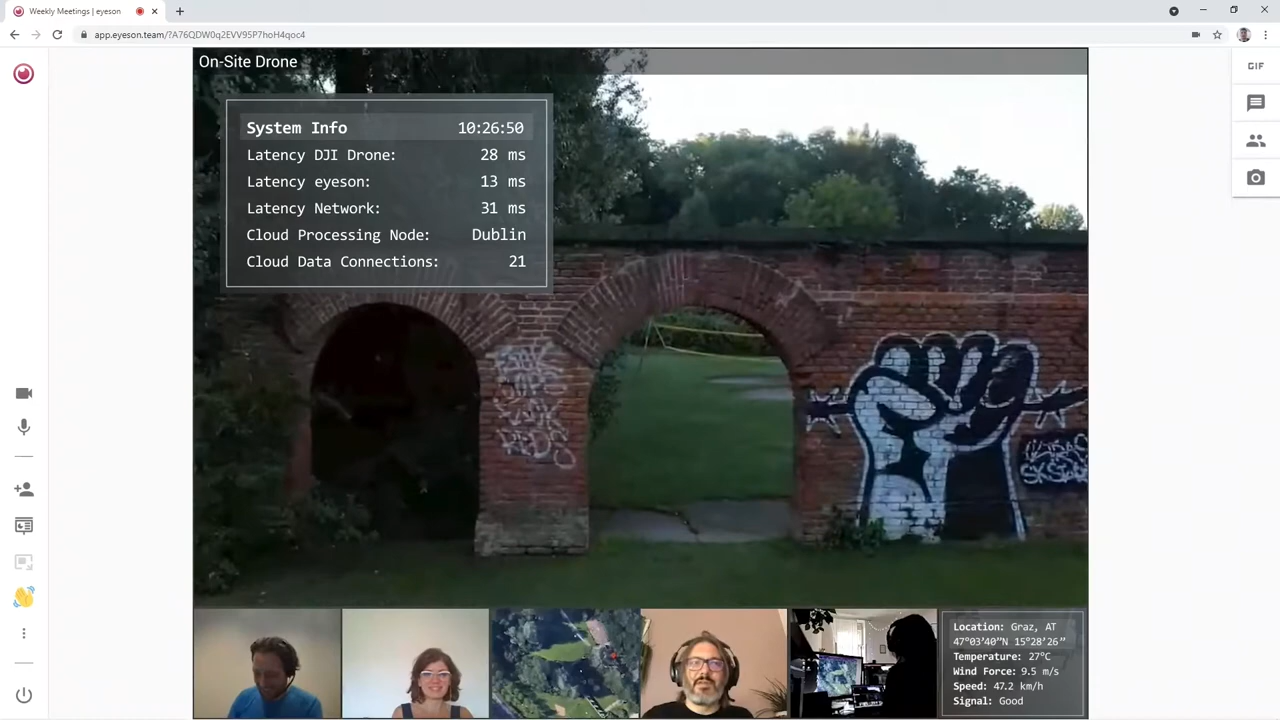 Weekly Meetings | eyeson
app.eyeson.team/?A76QDW0q2EVV95P7hoH4qoc4
On-Site Drone
GIF
System Info 10:26:50
Latency DJI Drone: 28 ms
Latency eyeson: 13 ms
Latency Network: 31 ms
Cloud Processing Node: Dublin
Cloud Data Connections: 21
Location: Graz, AT
47°03’40” N 15°28’26”
Temperature: 27°C
Wind Force: 9.5 m/s
Speed: 47.2 km/h
Signal: Good